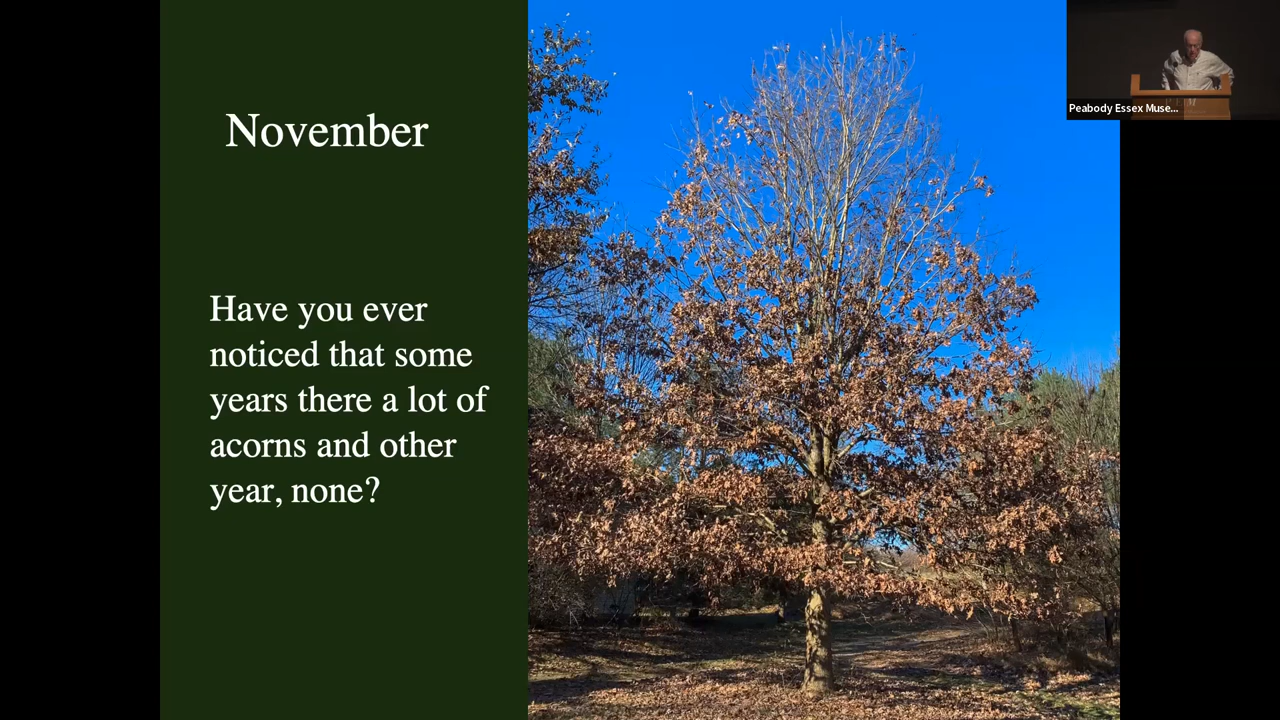 November
Have you ever
noticed that some
years there a lot of
acorns and other
year, none?
Peabody Essex Muse...